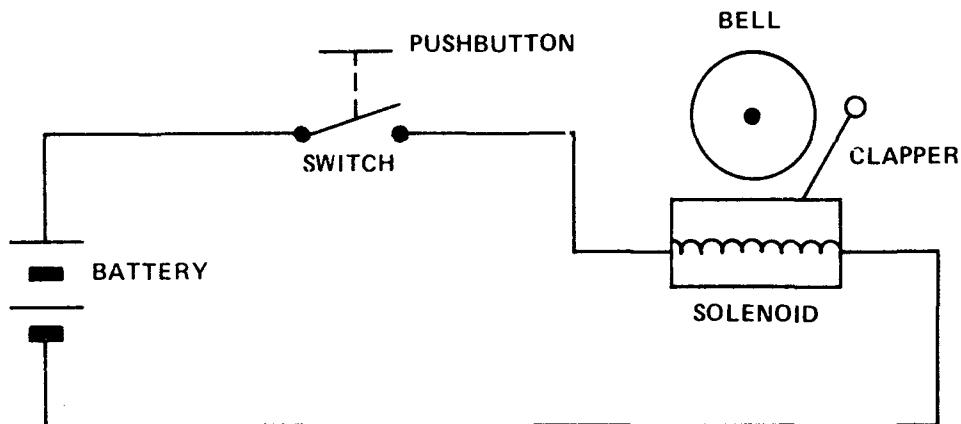 BELL
PUSHBUTTON
CLAPPER
SWITCH
BATTERY
SOLENOID